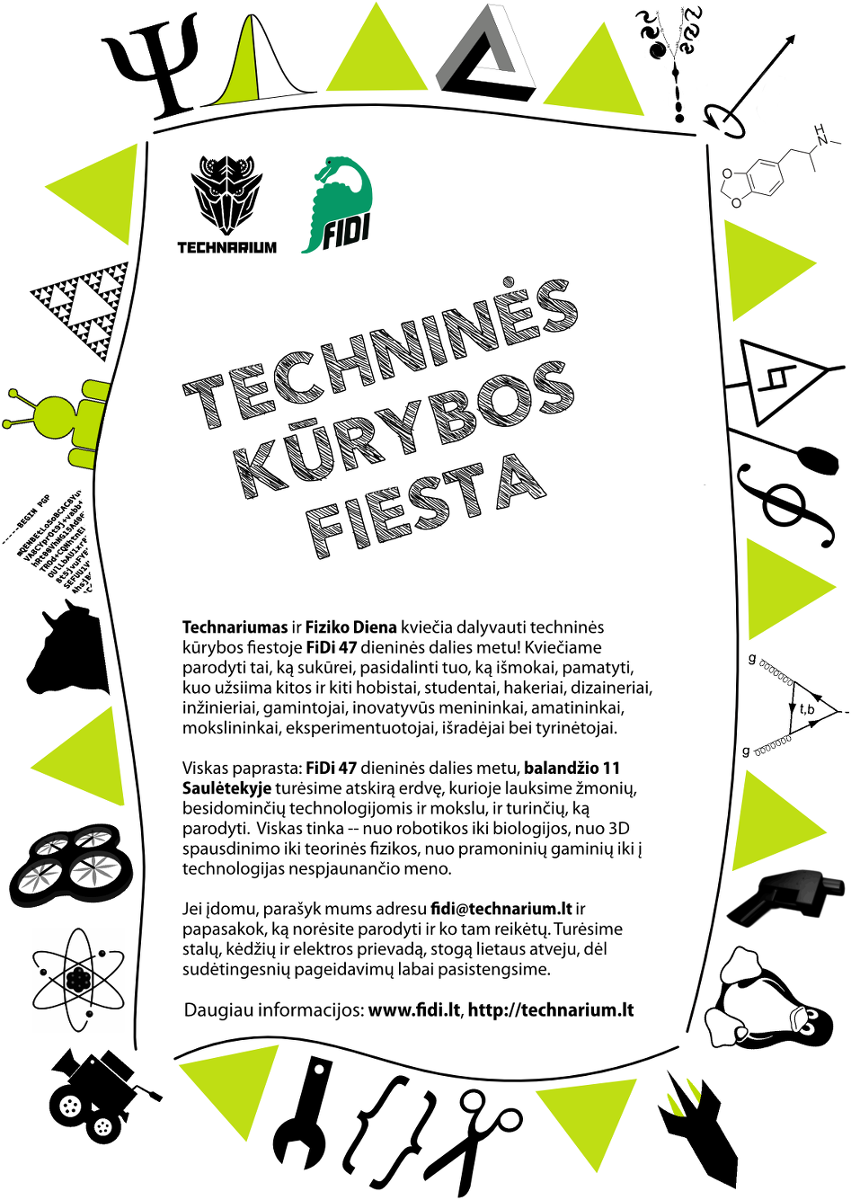 H
N
O
O
TECHNARIUM
FIDI
TECHNINĖS
KŪRYBOS
FIESTA
-----BEGIN PGP
Technariumas ir Fiziko Diena kviečia dalyvauti techninės
kūrybos fiestoje FiDi 47 dieninės dalies metu! Kviečiame
parodyti tai, ką sukūrei, pasidalinti tuo, ką išmokai, pamatyti,
kuo užsiima kitos ir kiti hobistai, studentai, hakeriai, dizaineriai,
inžinieriai, gamintojai, inovatyvūs menininkai, amatininkai,
mokslininkai, eksperimentuotojai, išradėjai bei tyrinėtojai.
g
t,b
g
Viskas paprasta: FiDi 47 dieninės dalies metu, balandžio 11
Saulėtekyje turėsime atskirą erdvę, kurioje lauksime žmonių,
besidominčių technologijomis ir mokslu, ir turinčių, ką
parodyti. Viskas tinka -- nuo robotikos iki biologijos, nuo 3D
spausdinimo iki teorinės fizikos, nuo pramoninių gaminių iki į
technologijas nespjaunančio meno.
Jei įdomu, parašyk mums adresu fidi@technarium.lt ir
papasakok, ką norėsite parodyti ir ko tam reikėtų. Turėsime
stalų, kėdžių ir elektros prievadą, stogą lietaus atveju, dėl
sudėtingesnių pageidavimų labai pasistengsime.
Daugiau informacijos: www.fidi.lt, http://technarium.lt